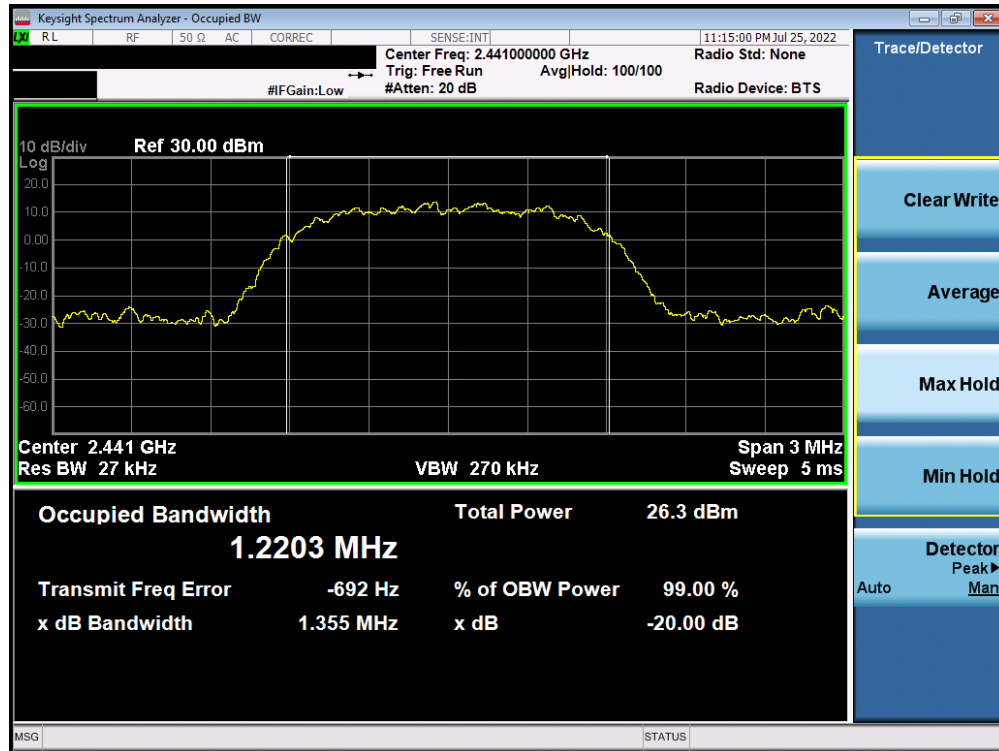 Keysight Spectrum Analyzer - Occupied BW
LXI RL RF 50 Ω AC CORREC SENSE:INT 11:15:00 PM Jul 25, 2022
Center Freq: 2.441000000 GHz Radio Std: None
Trig: Free Run Avg|Hold: 100/100
#IFGain:Low #Atten: 20 dB Radio Device: BTS
10 dB/div Ref 30.00 dBm
Log
20.0
10.0
0.00
-10.0
-20.0
-30.0
-40.0
-50.0
-60.0
Center 2.441 GHz Span 3 MHz
Res BW 27 kHz VBW 270 kHz Sweep 5 ms
Occupied Bandwidth Total Power 26.3 dBm
1.2203 MHz
Transmit Freq Error -692 Hz % of OBW Power 99.00 %
x dB Bandwidth 1.355 MHz x dB -20.00 dB
MSG STATUS
Trace/Detector
Clear Write
Average
Max Hold
Min Hold
Detector
Peak▶
Auto Man